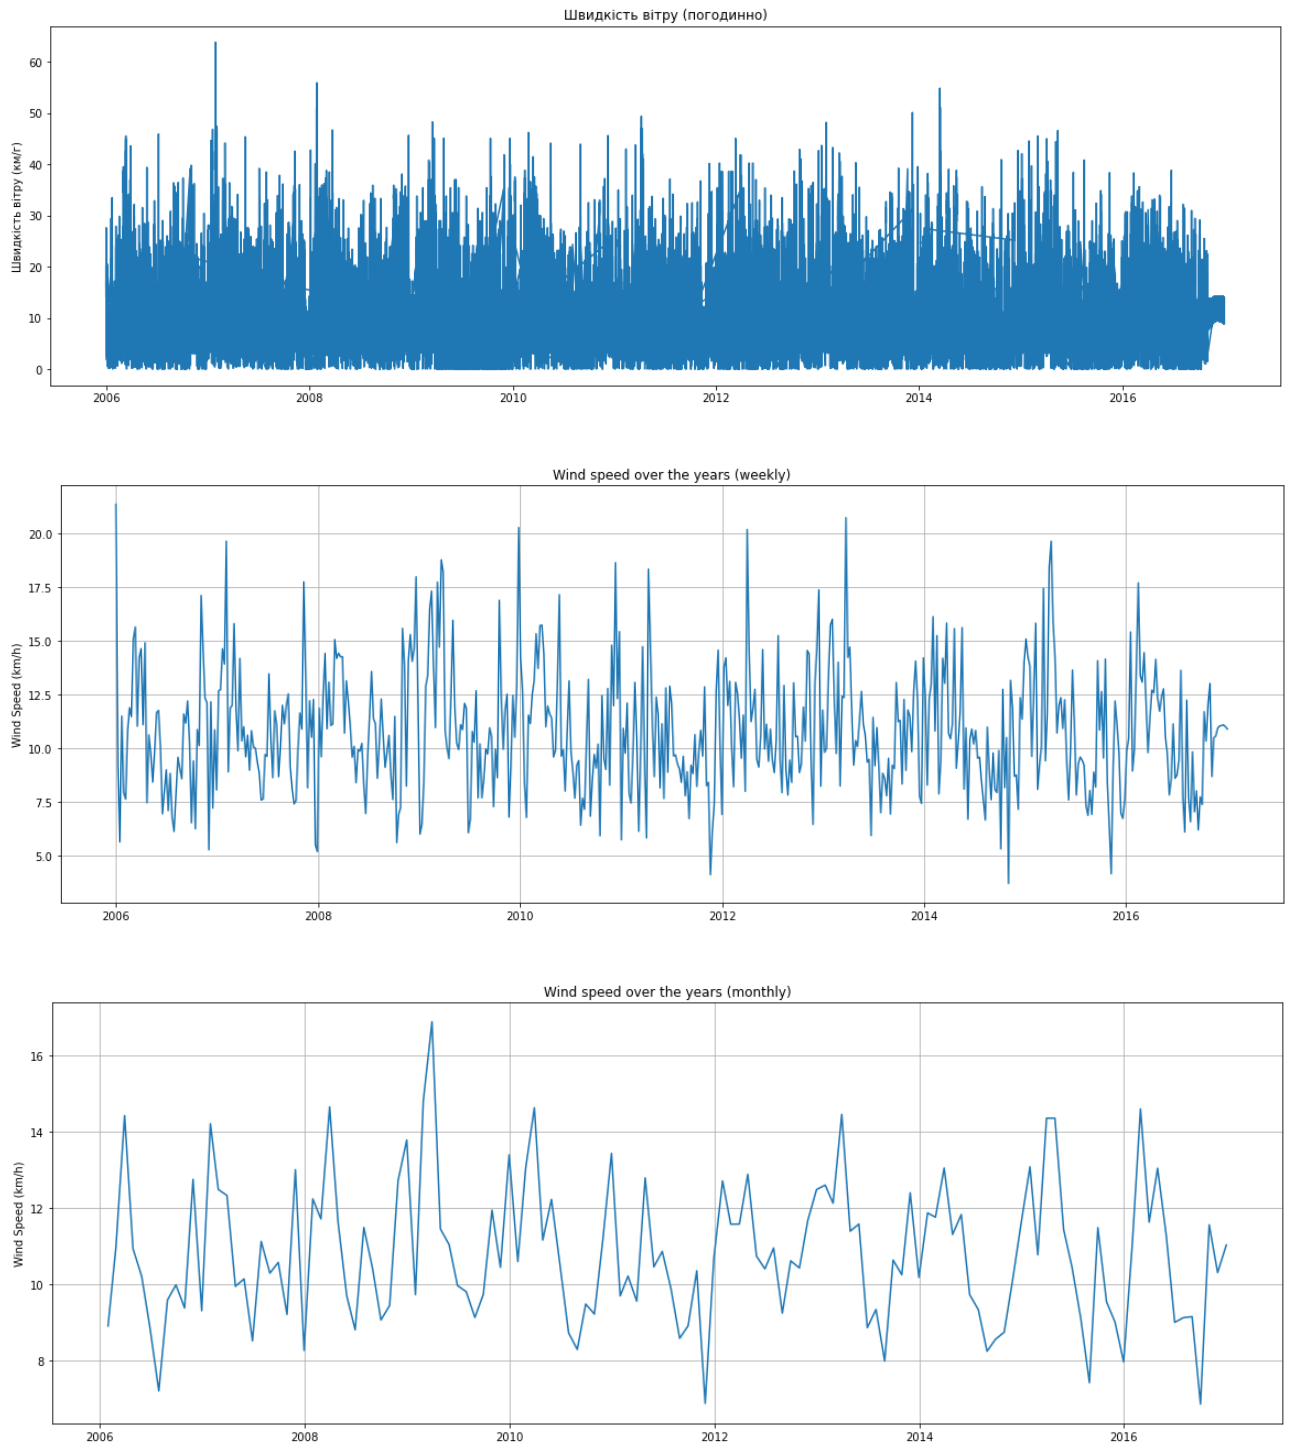 Швидкість вітру (погодинно)
Швидкість вітру (км/г)
60
50
40
30
20
10
0
2006 2008 2010 2012 2014 2016
Wind speed over the years (weekly)
Wind Speed (km/h)
20.0
17.5
15.0
12.5
10.0
7.5
5.0
2006 2008 2010 2012 2014 2016
Wind speed over the years (monthly)
Wind Speed (km/h)
16
14
12
10
8
2006 2008 2010 2012 2014 2016